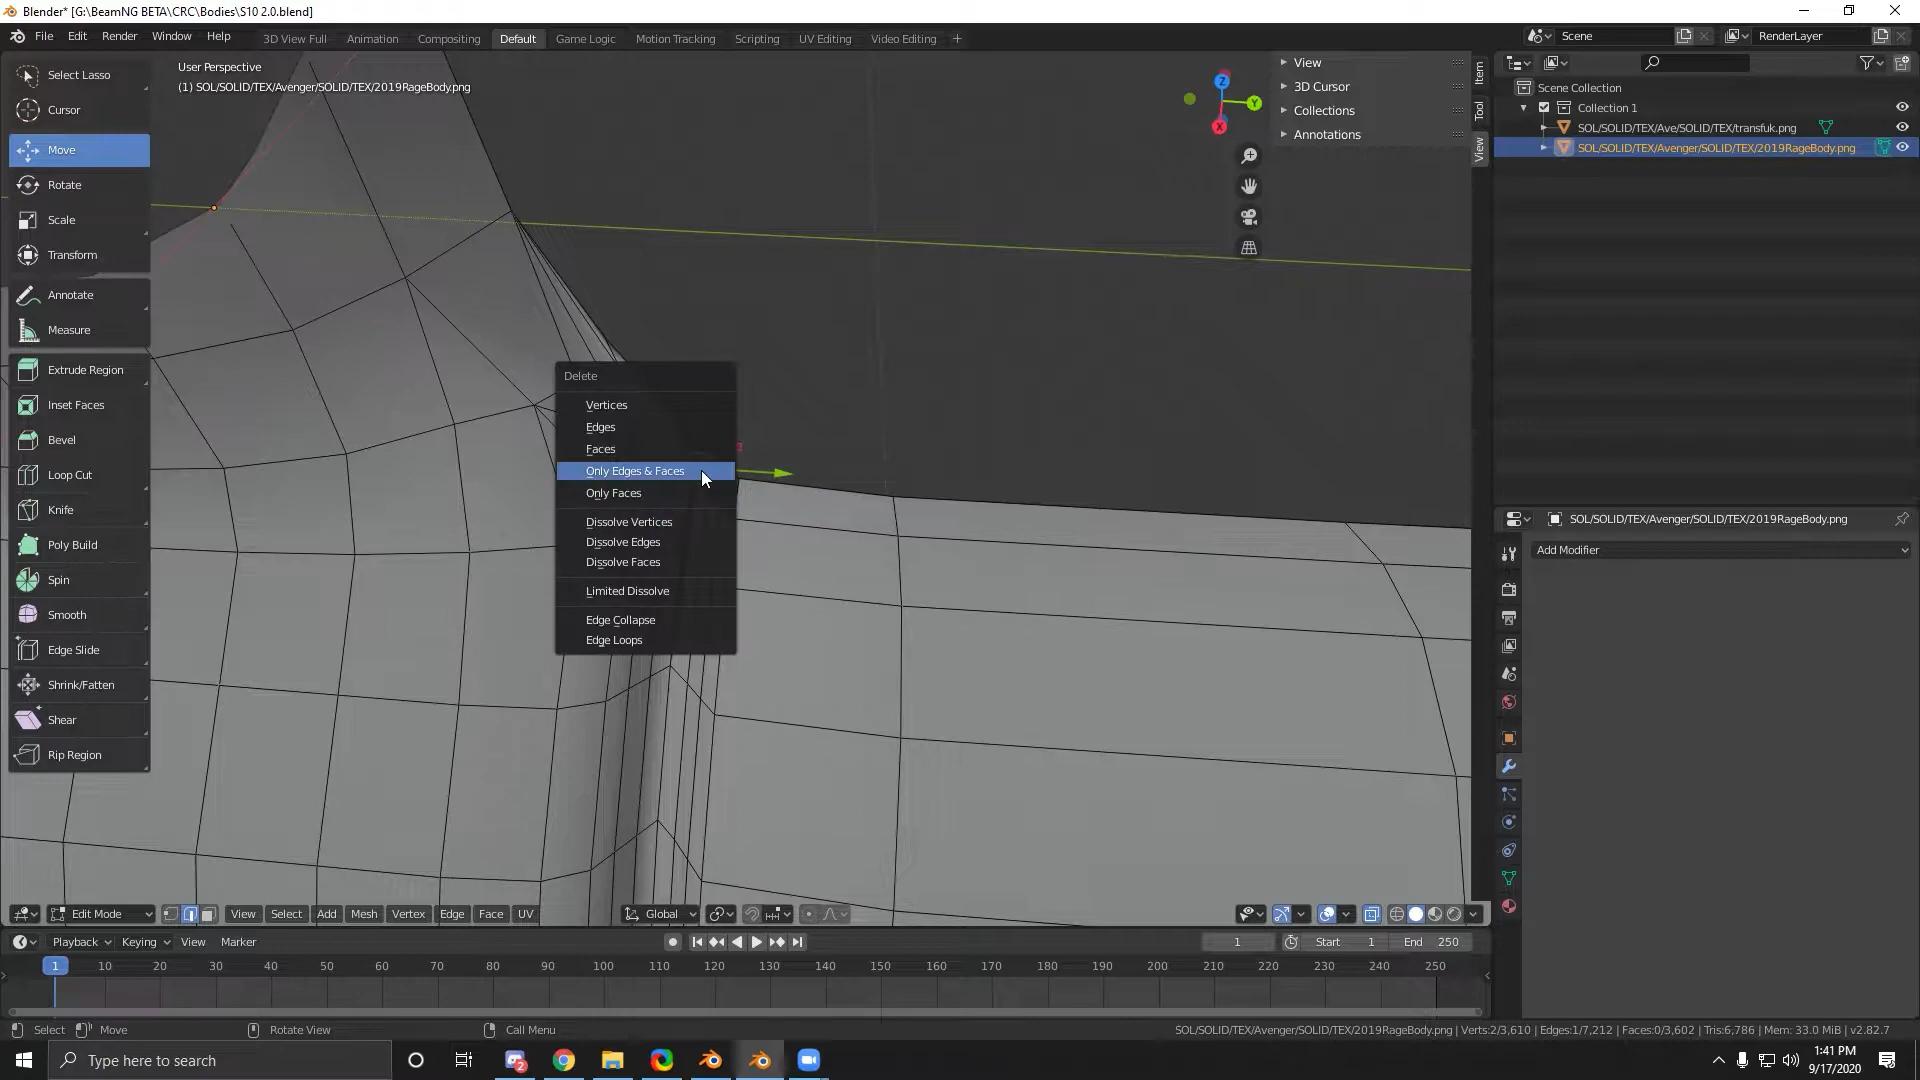 Blender* [G:\BeamNG BETA\CRC\Bodies\S10 2.0.blend]
File Edit Render Window Help
3D View Full Animation Compositing Default Game Logic Motion Tracking Scripting UV Editing Video Editing +
Scene
RenderLayer
Select Lasso
Cursor
Move
Rotate
Scale
Transform
Annotate
Measure
Extrude Region
Inset Faces
Bevel
Loop Cut
Knife
Poly Build
Spin
Smooth
Edge Slide
Shrink/Fatten
Shear
Rip Region
User Perspective
(1) SOL/SOLID/TEX/Avenger/SOLID/TEX/2019RageBody.png
Z
Y
X
View
3D Cursor
Collections
Annotations
Item
Tool
View
Delete
Vertices
Edges
Faces
Only Edges & Faces
Only Faces
Dissolve Vertices
Dissolve Edges
Dissolve Faces
Limited Dissolve
Edge Collapse
Edge Loops
Scene Collection
Collection 1
SOL/SOLID/TEX/Ave/SOLID/TEX/transfuk.png
SOL/SOLID/TEX/Avenger/SOLID/TEX/2019RageBody.png
SOL/SOLID/TEX/Avenger/SOLID/TEX/2019RageBody.png
Add Modifier
Edit Mode View Select Add Mesh Vertex Edge Face UV Global
Playback Keying View Marker 1 Start 1 End 250
1 10 20 30 40 50 60 70 80 90 100 110 120 130 140 150 160 170 180 190 200 210 220 230 240 250
Select Move Rotate View Call Menu
SOL/SOLID/TEX/Avenger/SOLID/TEX/2019RageBody.png | Verts:2/3,610 | Edges:1/7,212 | Faces:0/3,602 | Tris:6,786 | Mem: 33.0 MiB | v2.82.7
Type here to search
2
1:41 PM
9/17/2020